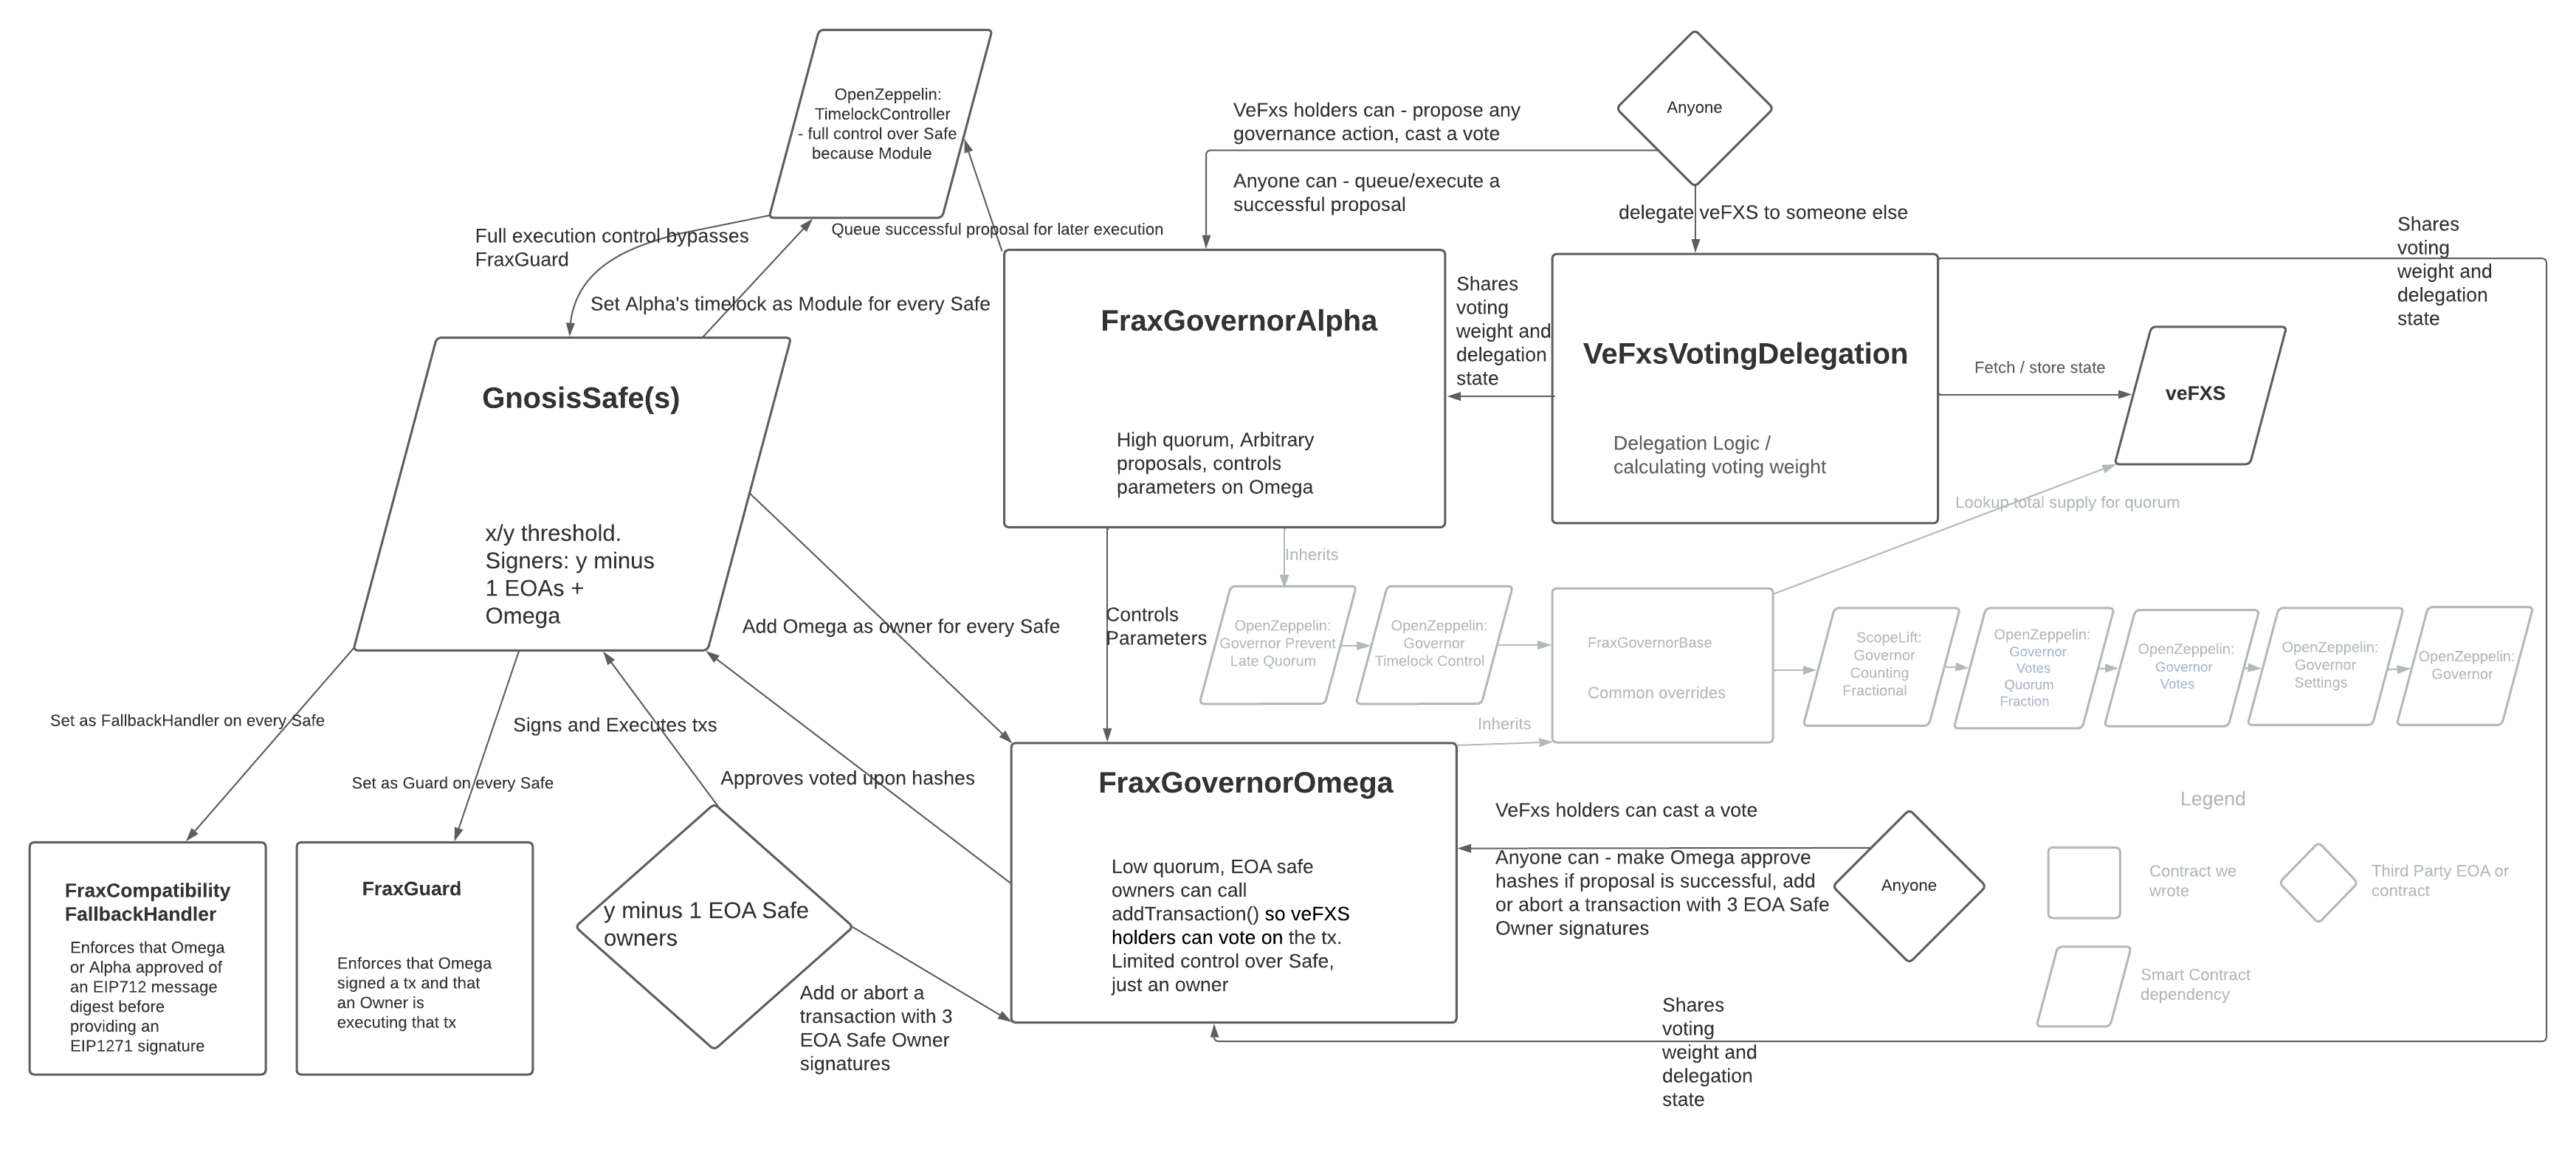 OpenZeppelin:
TimelockController
- full control over Safe
because Module
Anyone
VeFxs holders can - propose any
governance action, cast a vote
Anyone can - queue/execute a
successful proposal
delegate veFXS to someone else
Full execution control bypasses
FraxGuard
Queue successful proposal for later execution
Set Alpha's timelock as Module for every Safe
Shares
voting
weight and
delegation
state
GnosisSafe(s)
x/y threshold.
Signers: y minus
1 EOAs +
Omega
FraxGovernorAlpha
High quorum, Arbitrary
proposals, controls
parameters on Omega
Shares
voting
weight and
delegation
state
VeFxsVotingDelegation
Delegation Logic /
calculating voting weight
Fetch / store state
veFXS
Lookup total supply for quorum
Inherits
Controls
Parameters
Add Omega as owner for every Safe
OpenZeppelin:
Governor Prevent
Late Quorum
OpenZeppelin:
Governor
Timelock Control
FraxGovernorBase
Common overrides
ScopeLift:
Governor
Counting
Fractional
OpenZeppelin:
Governor
Votes
Quorum
Fraction
OpenZeppelin:
Governor
Votes
OpenZeppelin:
Governor
Settings
OpenZeppelin:
Governor
Inherits
Set as FallbackHandler on every Safe
Signs and Executes txs
Set as Guard on every Safe
Approves voted upon hashes
FraxCompatibility
FallbackHandler
Enforces that Omega
or Alpha approved of
an EIP712 message
digest before
providing an
EIP1271 signature
FraxGuard
Enforces that Omega
signed a tx and that
an Owner is
executing that tx
y minus 1 EOA Safe
owners
Add or abort a
transaction with 3
EOA Safe Owner
signatures
FraxGovernorOmega
Low quorum, EOA safe
owners can call
addTransaction() so veFXS
holders can vote on the tx.
Limited control over Safe,
just an owner
VeFxs holders can cast a vote
Anyone can - make Omega approve
hashes if proposal is successful, add
or abort a transaction with 3 EOA Safe
Owner signatures
Anyone
Shares
voting
weight and
delegation
state
Legend
Contract we
wrote
Third Party EOA or
contract
Smart Contract
dependency